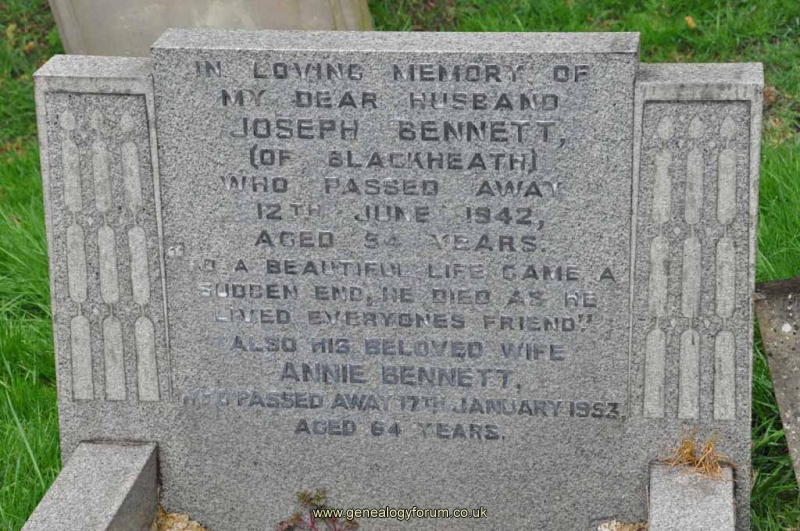 IN LOVING MEMORY OF
MY DEAR HUSBAND
JOSEPH BENNETT,
(OF BLACKHEATH)
WHO PASSED AWAY
12TH JUNE 1942,
AGED 54 YEARS.
"TO A BEAUTIFUL LIFE CAME A
SUDDEN END, HE DIED AS HE
LIVED EVERYONES FRIEND"
ALSO HIS BELOVED WIFE
ANNIE BENNETT,
WHO PASSED AWAY 17TH JANUARY 1953,
AGED 64 YEARS.
www.genealogyforum.co.uk